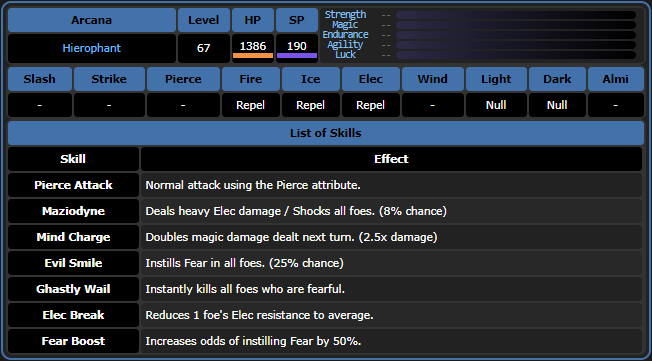 Arcana Level HP SP
Hierophant 67 1386 190
Strength --
Magic --
Endurance --
Agility --
Luck --
Slash Strike Pierce Fire Ice Elec Wind Light Dark Almi
- - - Repel Repel Repel - Null Null -
List of Skills
Skill Effect
Pierce Attack Normal attack using the Pierce attribute.
Maziodyne Deals heavy Elec damage / Shocks all foes. (8% chance)
Mind Charge Doubles magic damage dealt next turn. (2.5x damage)
Evil Smile Instills Fear in all foes. (25% chance)
Ghastly Wail Instantly kills all foes who are fearful.
Elec Break Reduces 1 foe's Elec resistance to average.
Fear Boost Increases odds of instilling Fear by 50%.